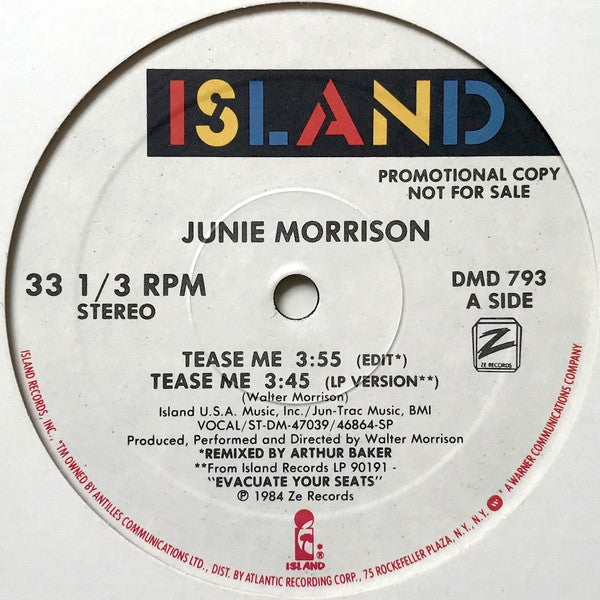 ISLAND
PROMOTIONAL COPY
NOT FOR SALE
JUNIE MORRISON
33 1/3 RPM
STEREO
DMD 793
A SIDE
Z
ZE RECORDS
TEASE ME 3:55 (EDIT*)
TEASE ME 3:45 (LP VERSION**)
(Walter Morrison)
Island U.S.A. Music, Inc./Jun-Trac Music, BMI
VOCAL/ST-DM-47039/46864-SP
Produced, Performed and Directed by Walter Morrison
*REMIXED BY ARTHUR BAKER
**From Island Records LP 90191 -
"EVACUATE YOUR SEATS"
℗ 1984 Ze Records
ISLAND
ISLAND RECORDS, INC., *TM OWNED BY ANTILLES COMMUNICATIONS LTD., DIST. BY ATLANTIC RECORDING CORP., 75 ROCKEFELLER PLAZA, N.Y., N.Y. W * A WARNER COMMUNICATIONS COMPANY